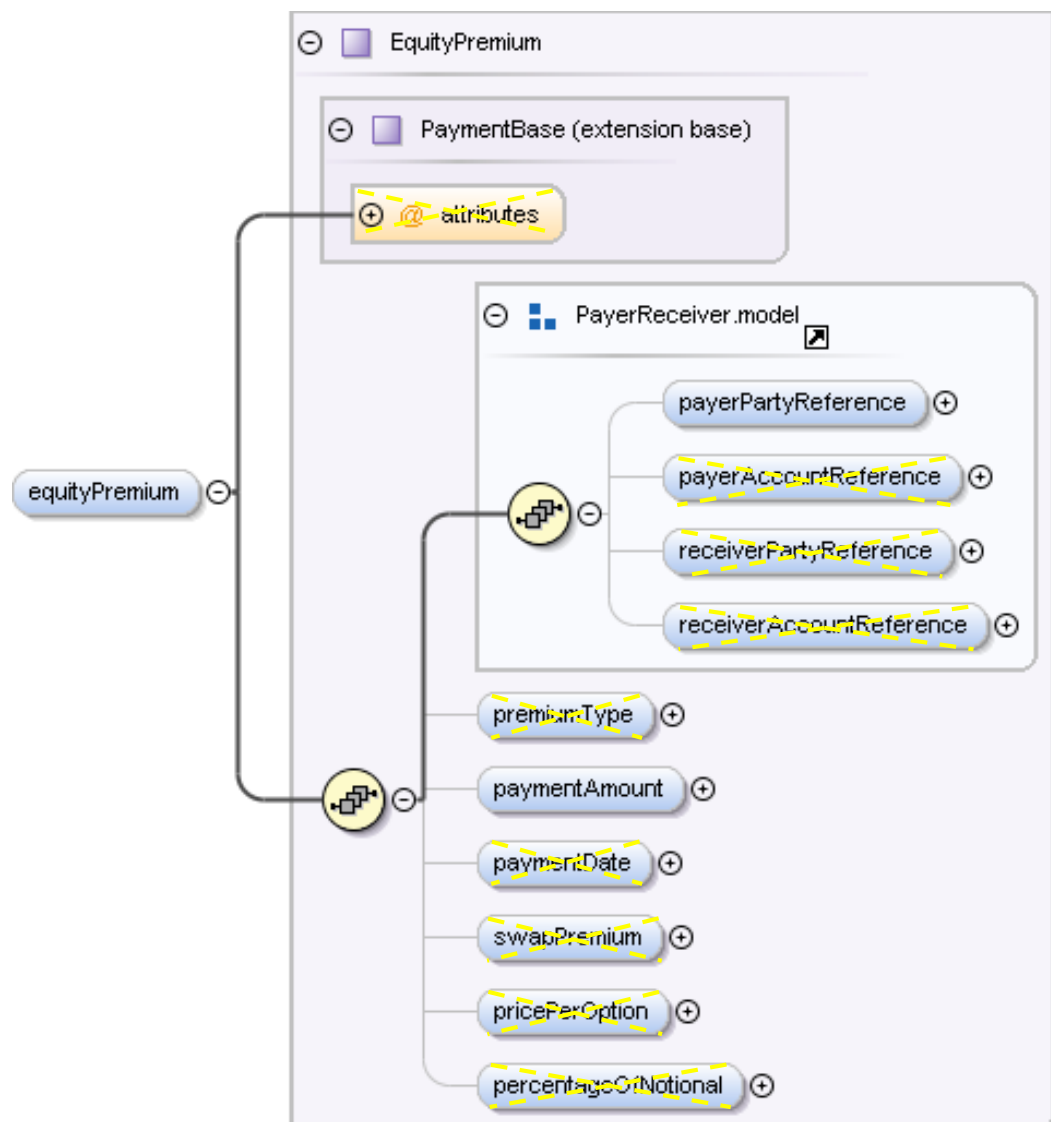 EquityPremium
PaymentBase (extension base)
@ attributes
PayerReceiver.model
payerPartyReference
payerAccountReference
equityPremium
receiverPartyReference
receiverAccountReference
premiumType
paymentAmount
paymentDate
swapPremium
pricePerOption
percentageOfNotional